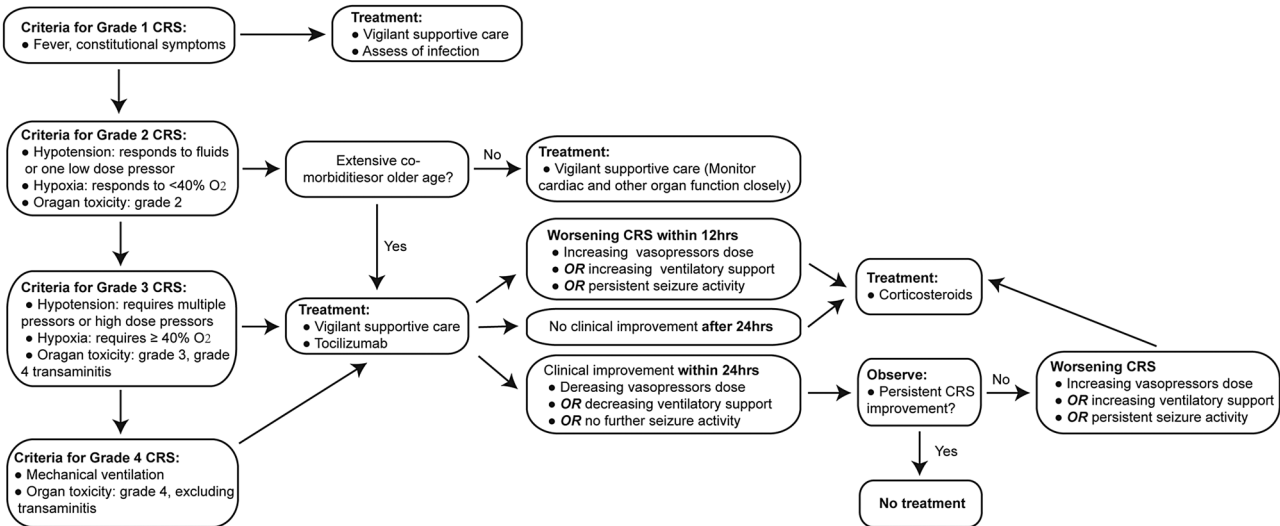 Criteria for Grade 1 CRS:
● Fever, constitutional symptoms
Treatment:
● Vigilant supportive care
● Assess of infection
Criteria for Grade 2 CRS:
● Hypotension: responds to fluids
or one low dose pressor
● Hypoxia: responds to <40% O2
● Oragan toxicity: grade 2
Extensive co-
morbiditiesor older age?
No
Treatment:
● Vigilant supportive care (Monitor
cardiac and other organ function closely)
Yes
Criteria for Grade 3 CRS:
● Hypotension: requires multiple
pressors or high dose pressors
● Hypoxia: requires ≥ 40% O2
● Oragan toxicity: grade 3, grade
4 transaminitis
Treatment:
● Vigilant supportive care
● Tocilizumab
Worsening CRS within 12hrs
● Increasing vasopressors dose
● OR increasing ventilatory support
● OR persistent seizure activity
No clinical improvement after 24hrs
Clinical improvement within 24hrs
● Dereasing vasopressors dose
● OR decreasing ventilatory support
● OR no further seizure activity
Treatment:
● Corticosteroids
Observe:
● Persistent CRS
improvement?
No
Worsening CRS
● Increasing vasopressors dose
● OR increasing ventilatory support
● OR persistent seizure activity
Yes
No treatment
Criteria for Grade 4 CRS:
● Mechanical ventilation
● Organ toxicity: grade 4, excluding
transaminitis